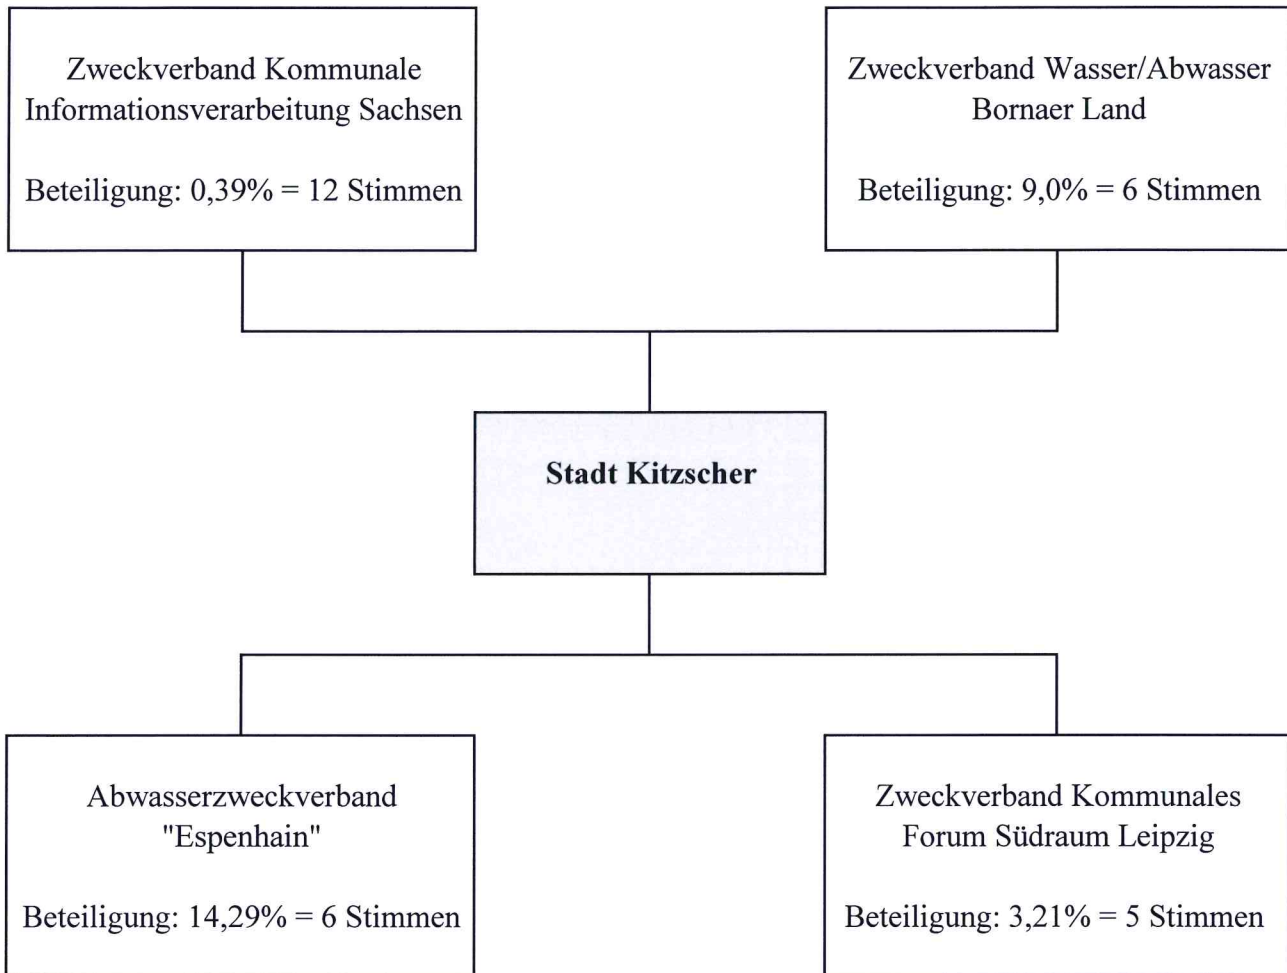 Zweckverband Kommunale
Informationsverarbeitung Sachsen
Beteiligung: 0,39% = 12 Stimmen
Zweckverband Wasser/Abwasser
Bornaer Land
Beteiligung: 9,0% = 6 Stimmen
Stadt Kitzscher
Abwasserzweckverband
"Espenhain"
Beteiligung: 14,29% = 6 Stimmen
Zweckverband Kommunales
Forum Südraum Leipzig
Beteiligung: 3,21% = 5 Stimmen